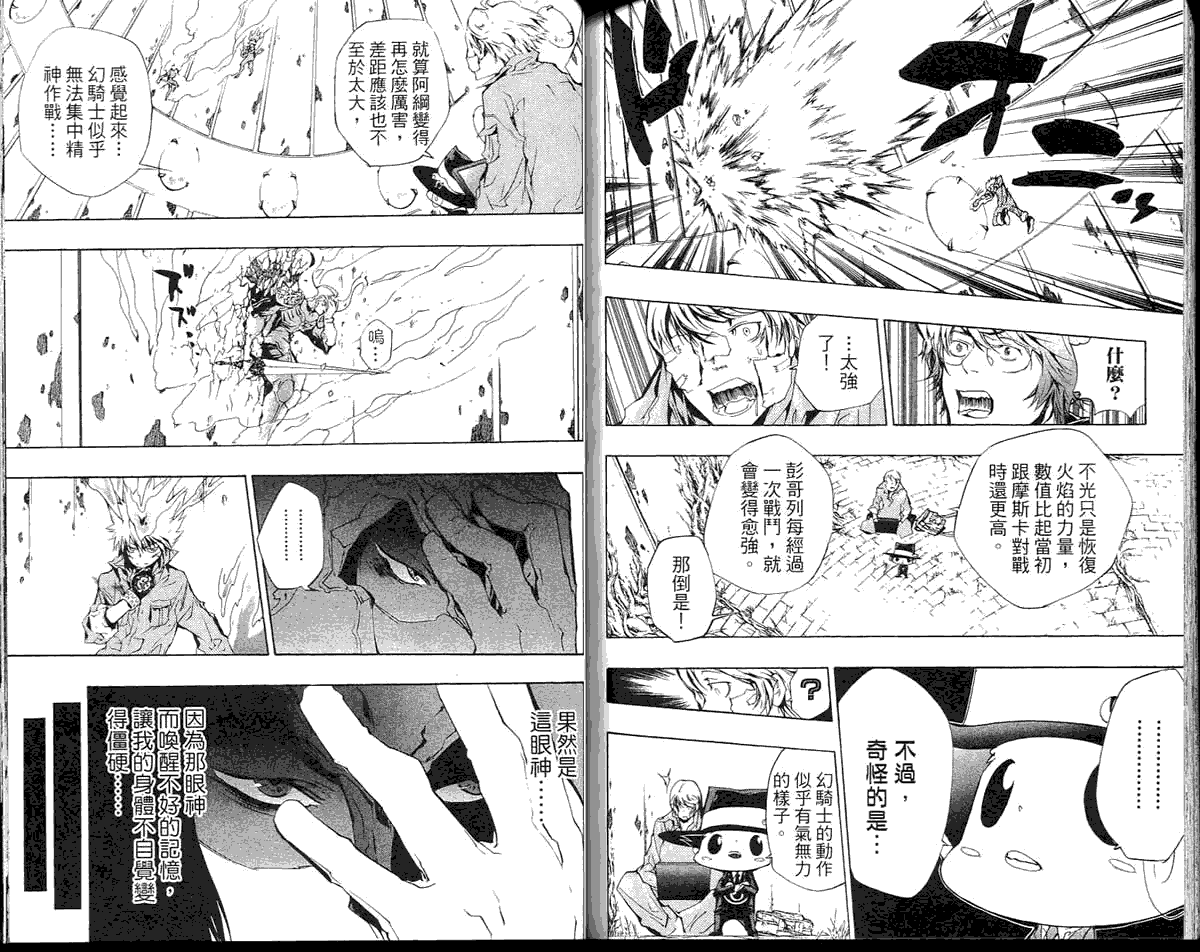 ドオーン
什麼？
…太強
了！
不光只是恢復
火焰的力量，
數值比起當初
跟摩斯卡對戰
時還更高。
彭哥列每經過
一次戰鬥，就
會變得愈強。
那倒是！
…………
不過，
奇怪的是…
？
幻騎士的動作
似乎有氣無力
的樣子。
就算阿綱變得
再怎麼厲害，
差距應該也不
至於太大，
感覺起來…
幻騎士似乎
無法集中精
神作戰……
ズズ…
嗚…
…………
果然是
這眼神……
因為那眼神
而喚醒不好的記憶，
讓我的身體不自覺變
得僵硬……